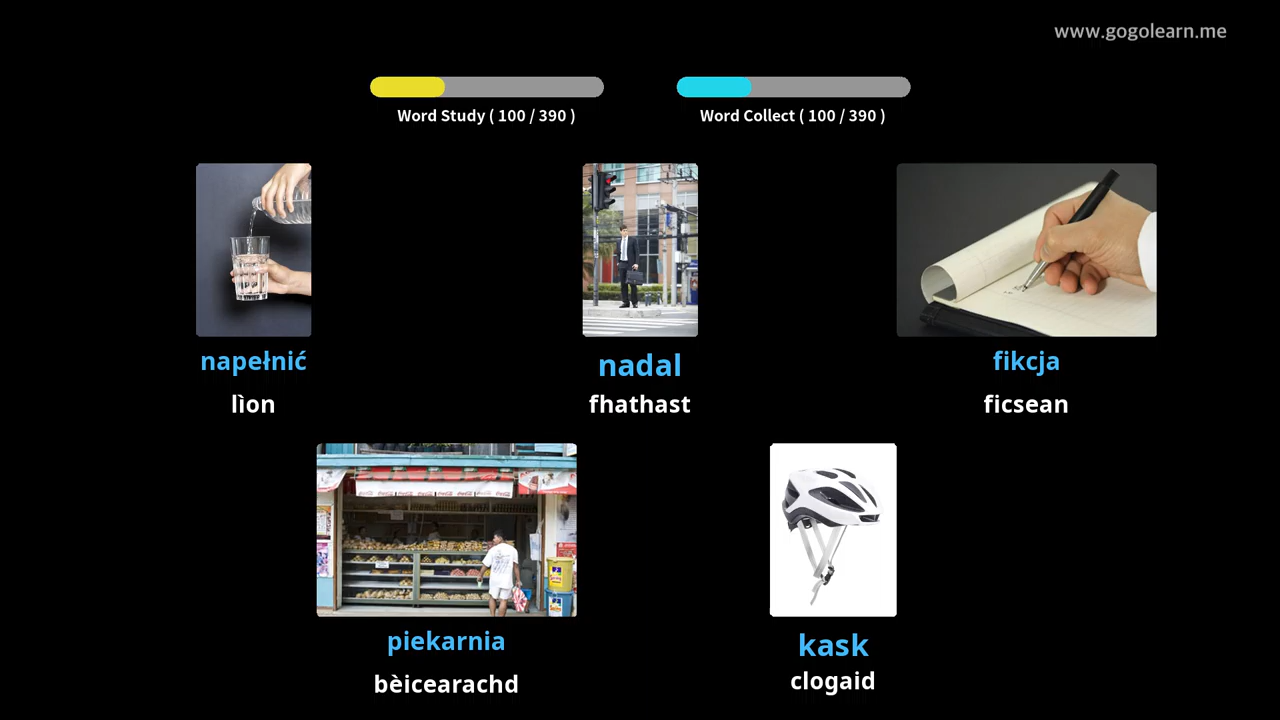 www.gogolearn.me
Word Study ( 100 / 390 )
Word Collect ( 100 / 390 )
napełnić
lìon
nadal
fhathast
fikcja
ficsean
piekarnia
bèicearachd
kask
clogaid